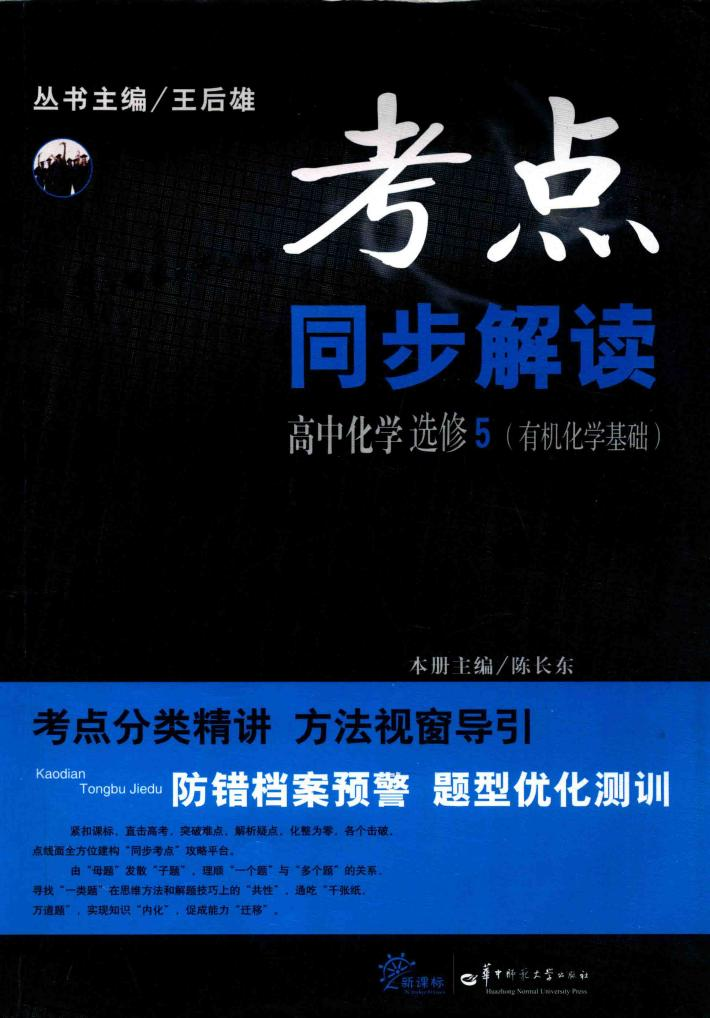 丛书主编/王后雄
考点
同步解读
高中化学 选修 5（有机化学基础）
本册主编/陈长东
考点分类精讲 方法视窗导引
Kaodian
Tongbu Jiedu
防错档案预警 题型优化测训
紧扣课标，直击高考，突破难点，解析疑点，化整为零，各个击破，
点线面全方位建构“同步考点”攻略平台。
由“母题”发散“子题”，理顺“一个题”与“多个题”的关系，
寻找“一类题”在思维方法和解题技巧上的“共性”，通吃“千张纸，
万道题”，实现知识“内化”，促成能力“迁移”。
新课标
华中师范大学出版社
Huazhong Normal University Press